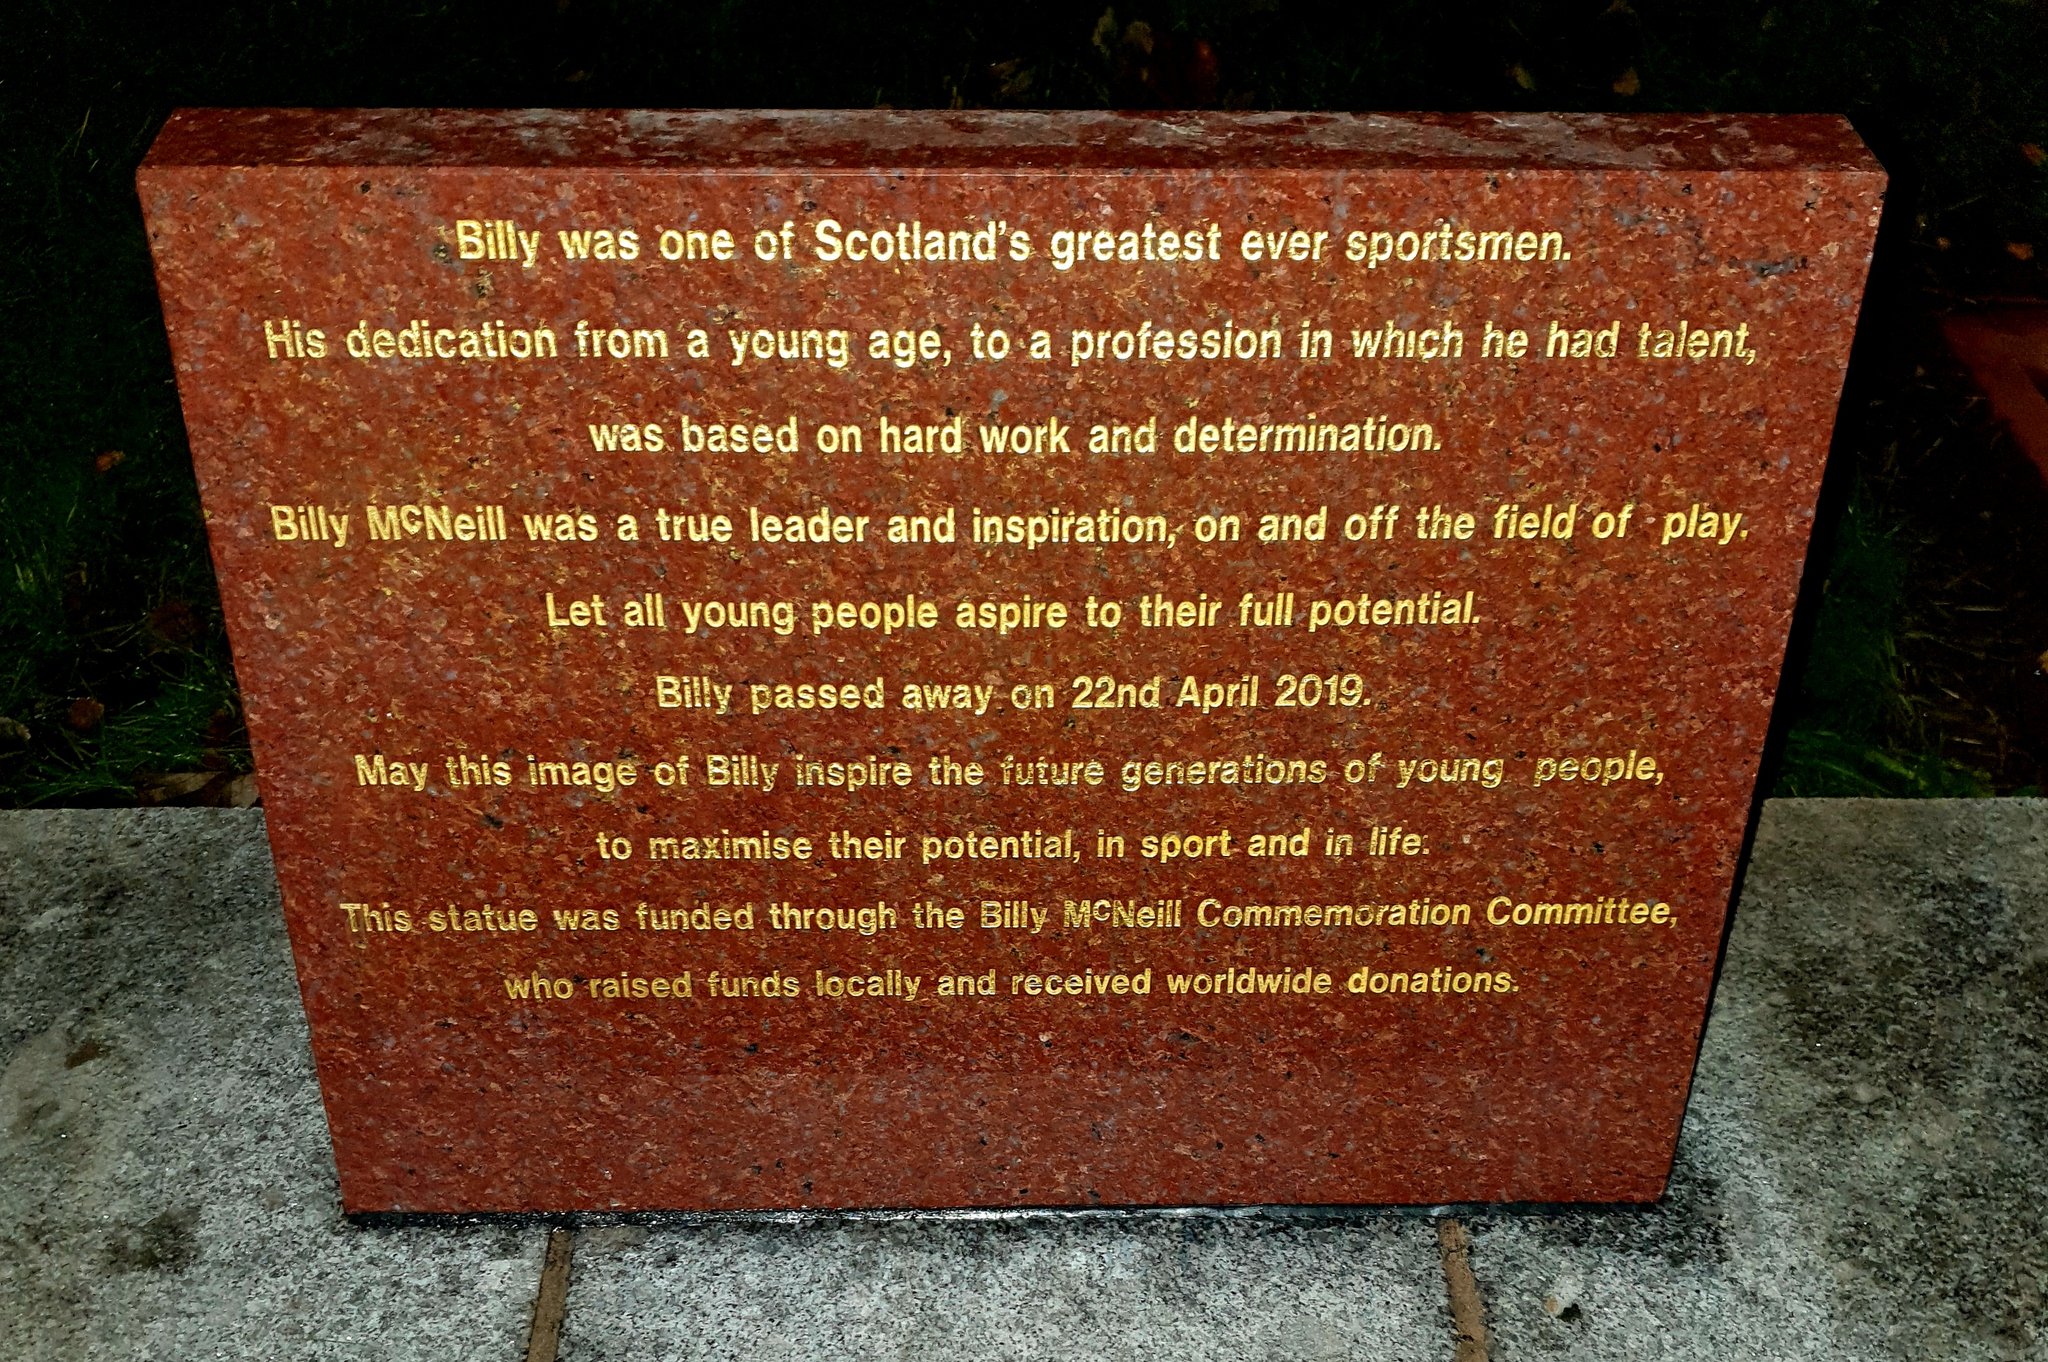 Billy was one of Scotland's greatest ever sportsmen.
His dedication from a young age, to a profession in which he had talent,
was based on hard work and determination.
Billy McNeill was a true leader and inspiration, on and off the field of play.
Let all young people aspire to their full potential.
Billy passed away on 22nd April 2019.
May this image of Billy inspire the future generations of young people,
to maximise their potential, in sport and in life.
This statue was funded through the Billy McNeill Commemoration Committee,
who raised funds locally and received worldwide donations.